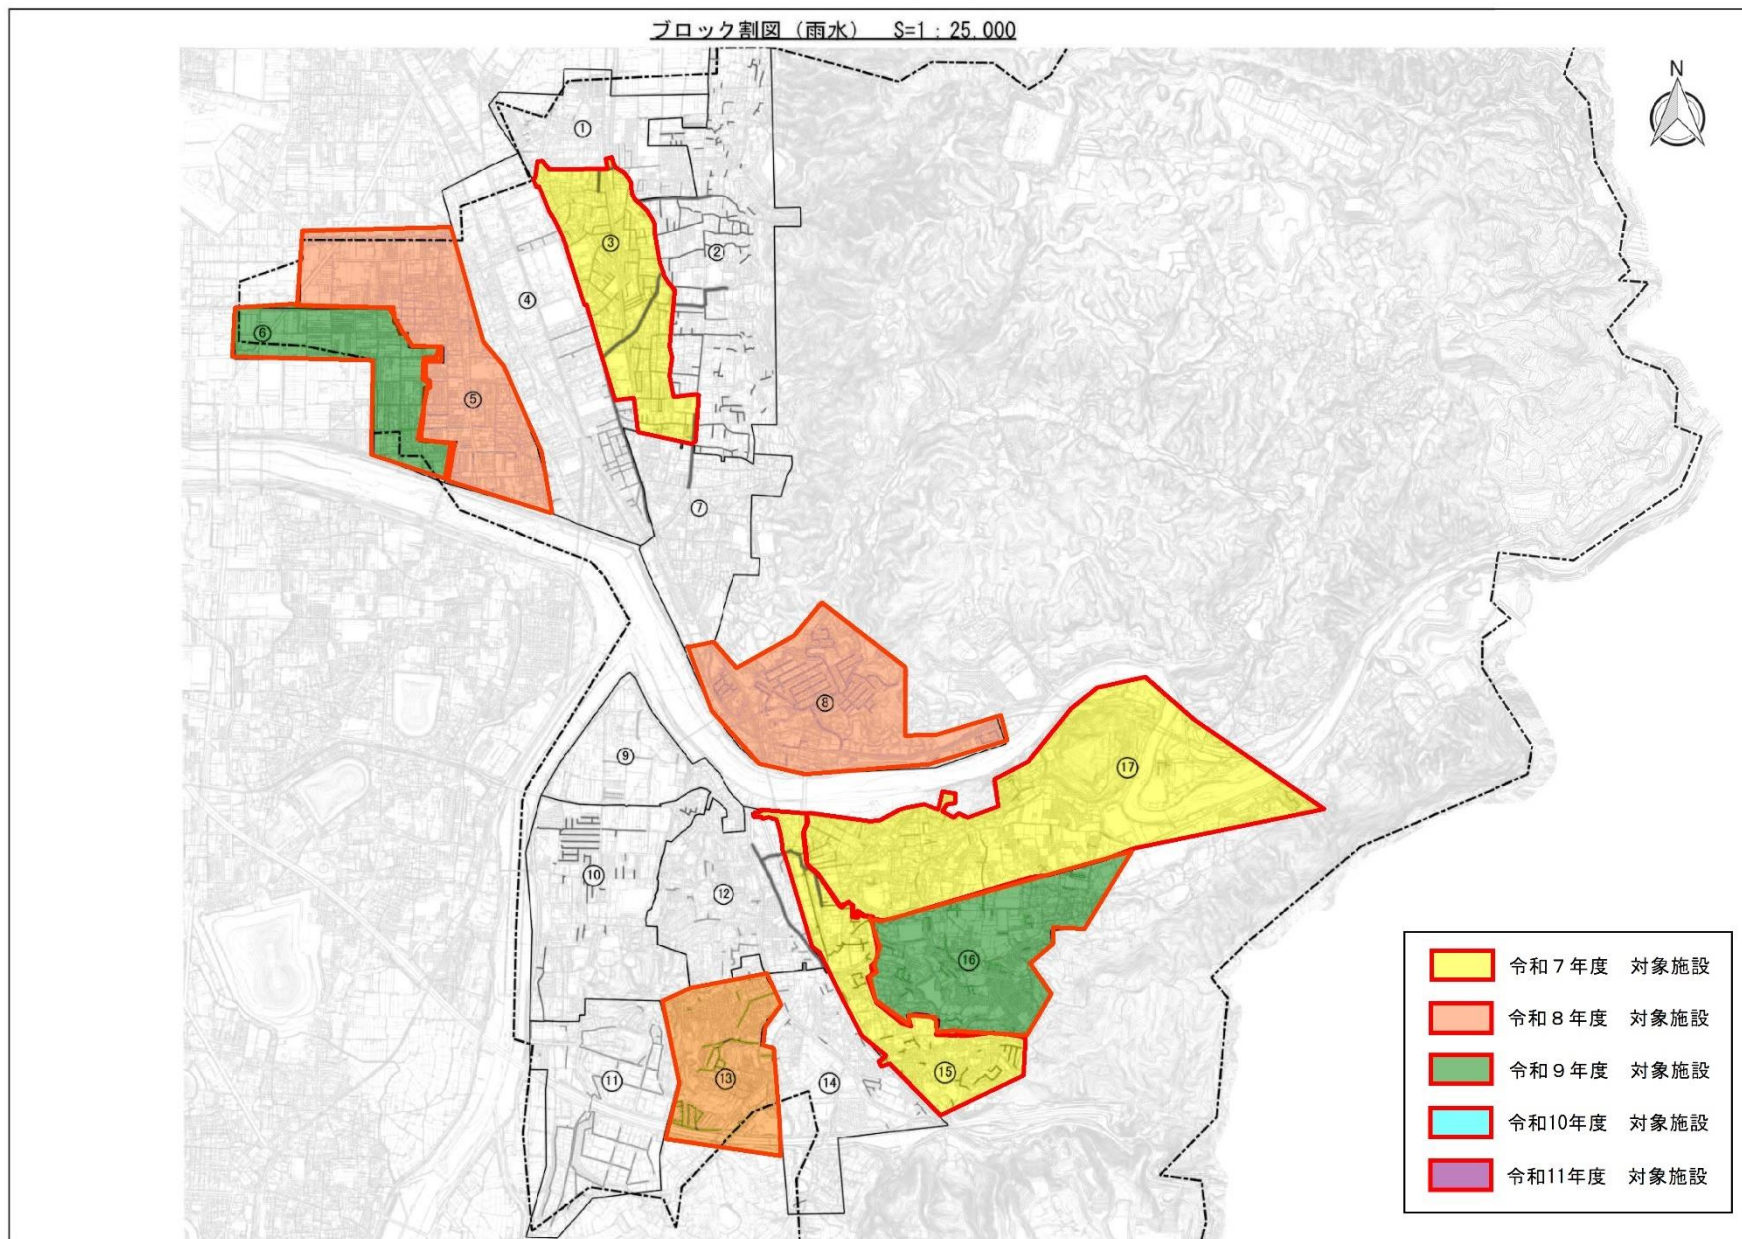 ブロック割図（雨水） S=1：25,000
N
①
②
③
④
⑥
⑤
⑦
⑧
⑨
⑰
⑩
⑫
⑯
⑬
⑪
⑭
⑮
令和７年度 対象施設
令和８年度 対象施設
令和９年度 対象施設
令和10年度 対象施設
令和11年度 対象施設